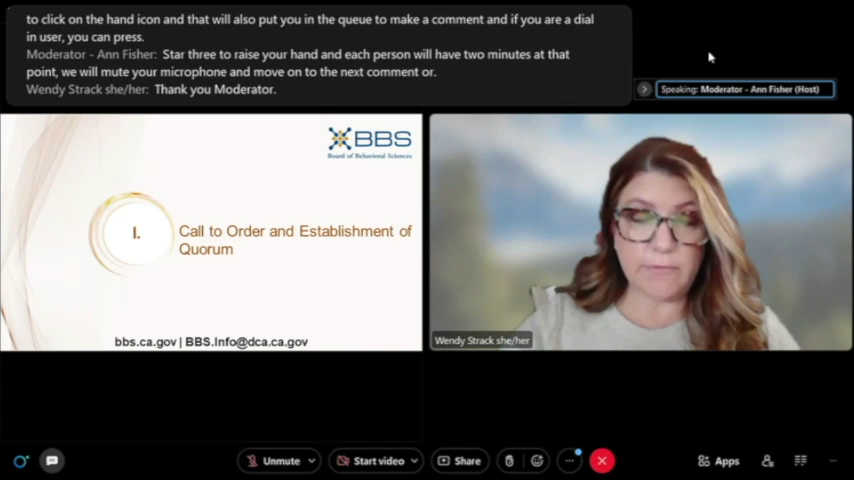 to click on the hand icon and that will also put you in the queue to make a comment and if you are a dial
in user, you can press.
Moderator - Ann Fisher: Star three to raise your hand and each person will have two minutes at that
point, we will mute your microphone and move on to the next comment or.
Wendy Strack she/her: Thank you Moderator.
Speaking: Moderator - Ann Fisher (Host)
BBS
Board of Behavioral Sciences
I.
Call to Order and Establishment of
Quorum
bbs.ca.gov | BBS.Info@dca.ca.gov
Wendy Strack she/her
Unmute
Start video
Share
Apps